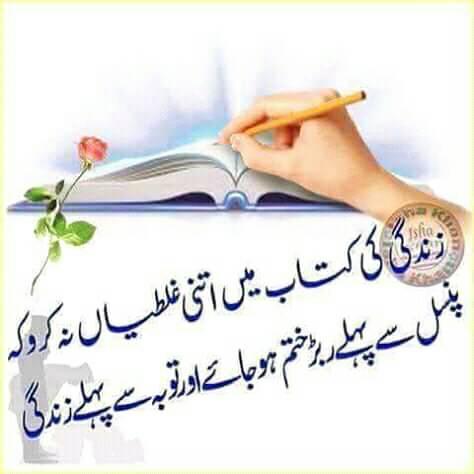 زندگی کی کتاب میں اتنی غلطیاں نہ کرو کہ
پنسل سے پہلے ربڑ ختم ہو جائے اور توبہ سے پہلے زندگی
Isha